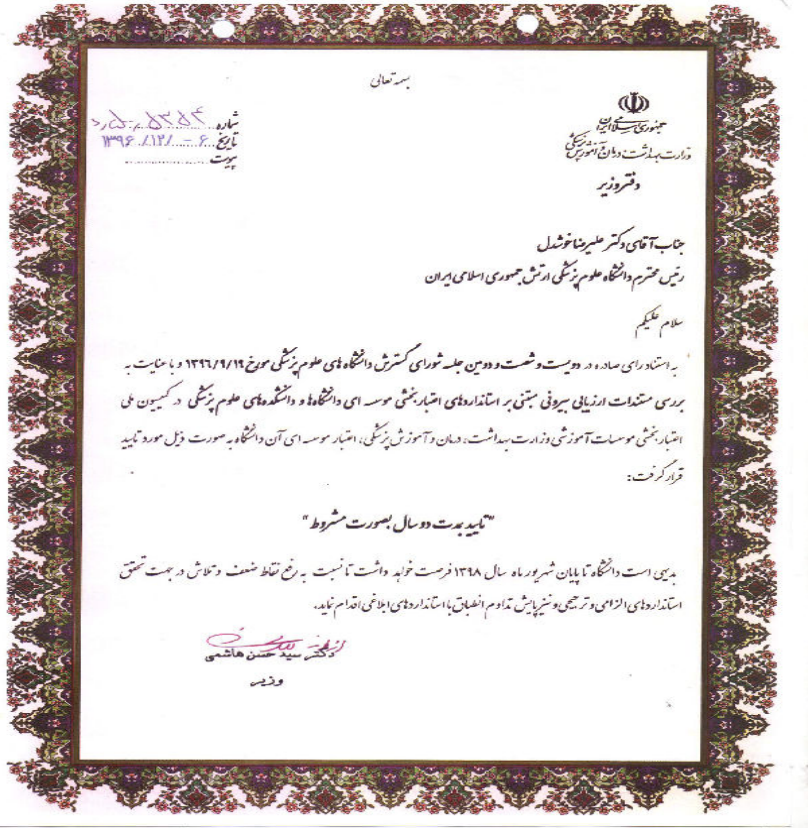 بسمه تعالی
جمهوری اسلامی ایران
وزارت بهداشت، درمان و آموزش پزشکی
دفتر وزیر
شماره
تاریخ ۱۳۹۶/۱۲/۰۶
پیوست
جناب آقای دکتر علیرضا خوشدل
رئیس محترم دانشگاه علوم پزشکی ارتش جمهوری اسلامی ایران
سلام علیکم
به استناد رای صادره در دویست و شصت و دومین جلسه شورای گسترش دانشگاه های علوم پزشکی مورخ ۱۳۹۶/۹/۱۹ و با عنایت به
بررسی مستندات ارزیابی بیرونی مبتنی بر استانداردهای اعتباربخشی موسسه ای دانشگاهها و دانشکده های علوم پزشکی در کمیسیون ملی
اعتباربخشی موسسات آموزشی وزارت بهداشت، درمان و آموزش پزشکی، اعتبار موسسه ای آن دانشگاه به صورت ذیل مورد تایید
قرار گرفت:
"تایید بمدت دو سال بصورت مشروط"
بدیهی است دانشگاه تا پایان شهریور ماه سال ۱۳۹۸ فرصت خواهد داشت تا نسبت به رفع نقاط ضعف و تلاش در جهت تحقق
استانداردهای الزامی و ترجیحی و نیز پایش تداوم انطباق با استانداردهای ابلاغی اقدام نماید.
دکتر سید حسن هاشمی
وزیر